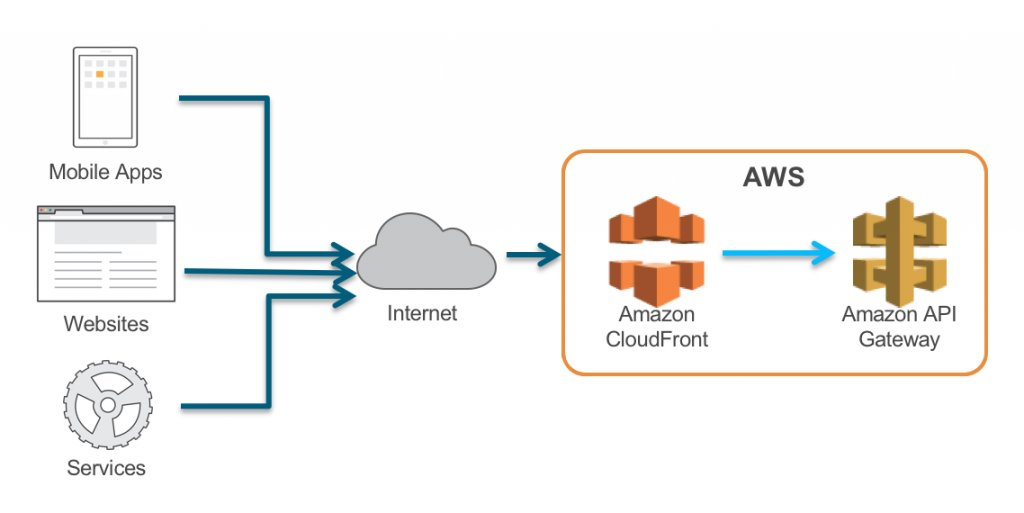 Mobile Apps
Websites
Services
Internet
AWS
Amazon
CloudFront
Amazon API
Gateway